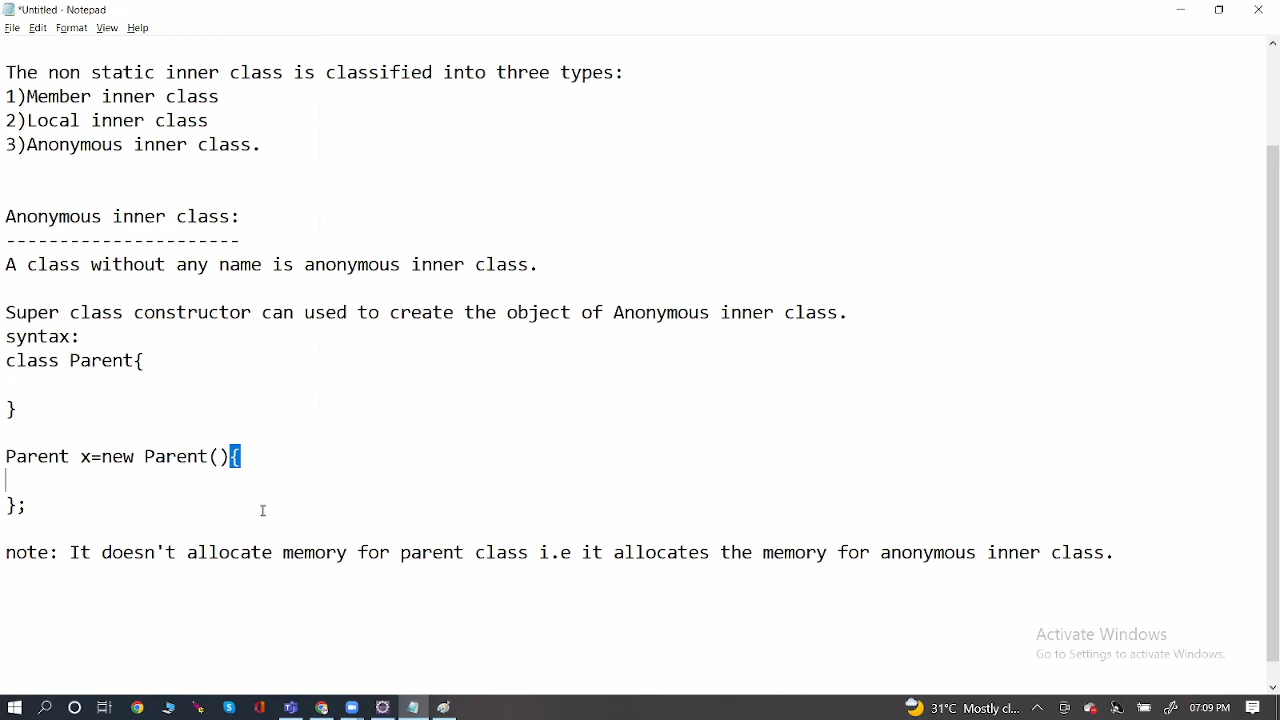 *Untitled - Notepad
File Edit Format View Help
The non static inner class is classified into three types:
1)Member inner class
2)Local inner class
3)Anonymous inner class.
Anonymous inner class:
----------------------
A class without any name is anonymous inner class.
Super class constructor can used to create the object of Anonymous inner class.
syntax:
class Parent{
}
Parent x=new Parent(){
};
note: It doesn't allocate memory for parent class i.e it allocates the memory for anonymous inner class.
Activate Windows
Go to Settings to activate Windows.
31°C Mostly cl... 07:09 PM